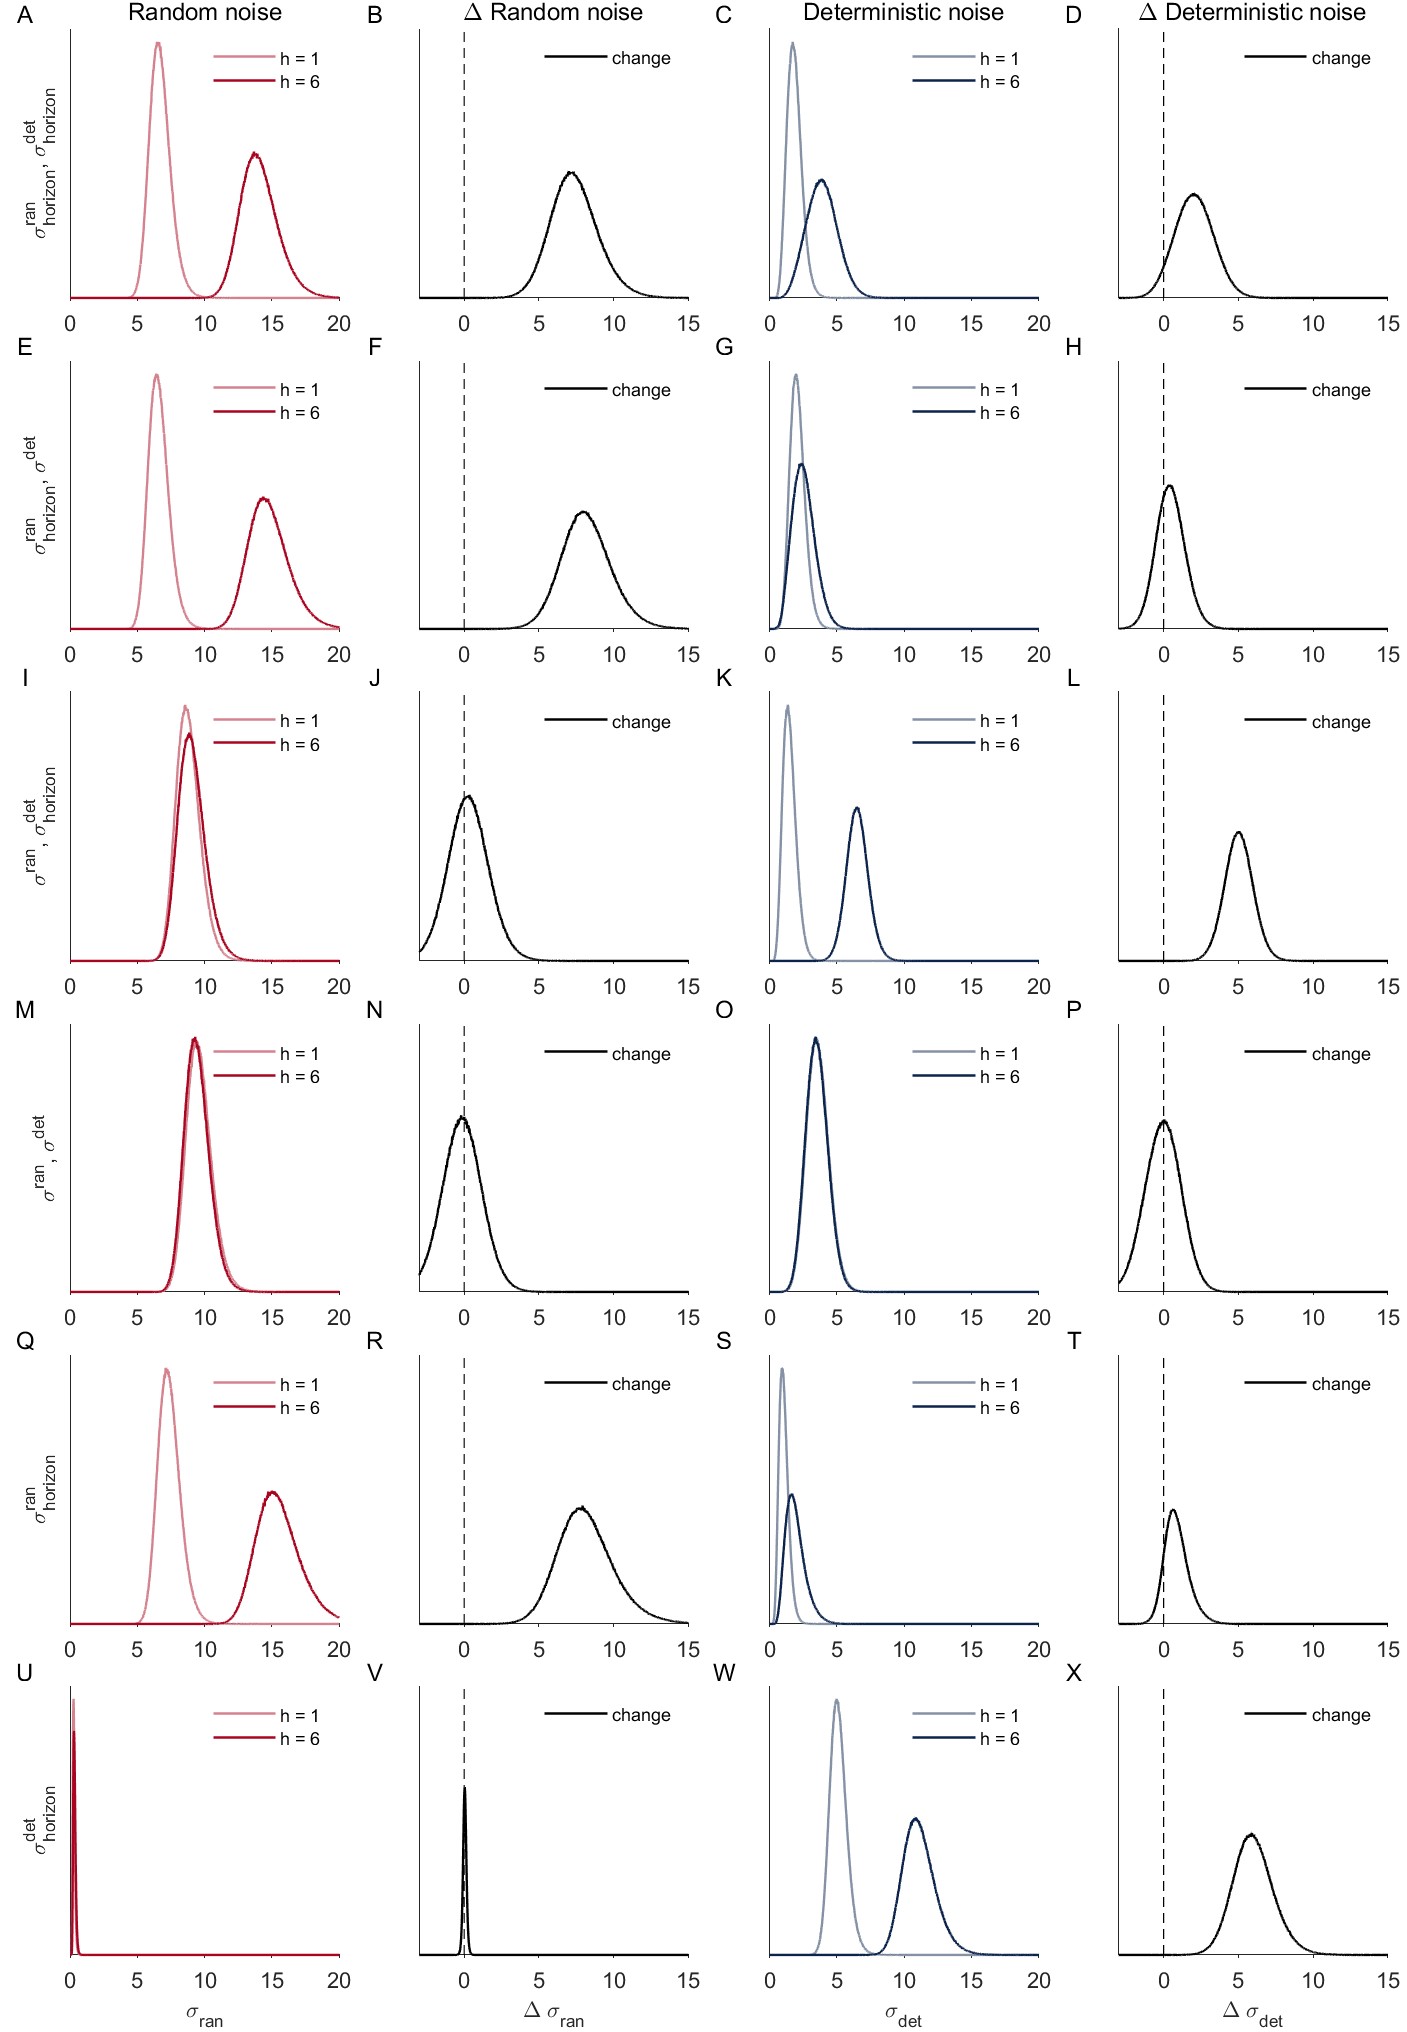 A Random noise B Δ Random noise C Deterministic noise D Δ Deterministic noise
h = 1 change h = 1 change
h = 6 h = 6
σ^ran_horizon, σ^det_horizon
0 5 10 15 20 0 5 10 15 0 5 10 15 20 0 5 10 15
E F G H
h = 1 change h = 1 change
h = 6 h = 6
σ^ran_horizon, σ^det
0 5 10 15 20 0 5 10 15 0 5 10 15 20 0 5 10 15
I J K L
h = 1 change h = 1 change
h = 6 h = 6
σ^ran, σ^det_horizon
0 5 10 15 20 0 5 10 15 0 5 10 15 20 0 5 10 15
M N O P
h = 1 change h = 1 change
h = 6 h = 6
σ^ran, σ^det
0 5 10 15 20 0 5 10 15 0 5 10 15 20 0 5 10 15
Q R S T
h = 1 change h = 1 change
h = 6 h = 6
σ^ran_horizon
0 5 10 15 20 0 5 10 15 0 5 10 15 20 0 5 10 15
U V W X
h = 1 change h = 1 change
h = 6 h = 6
σ^det_horizon
0 5 10 15 20 0 5 10 15 0 5 10 15 20 0 5 10 15
σ_ran Δ σ_ran σ_det Δ σ_det